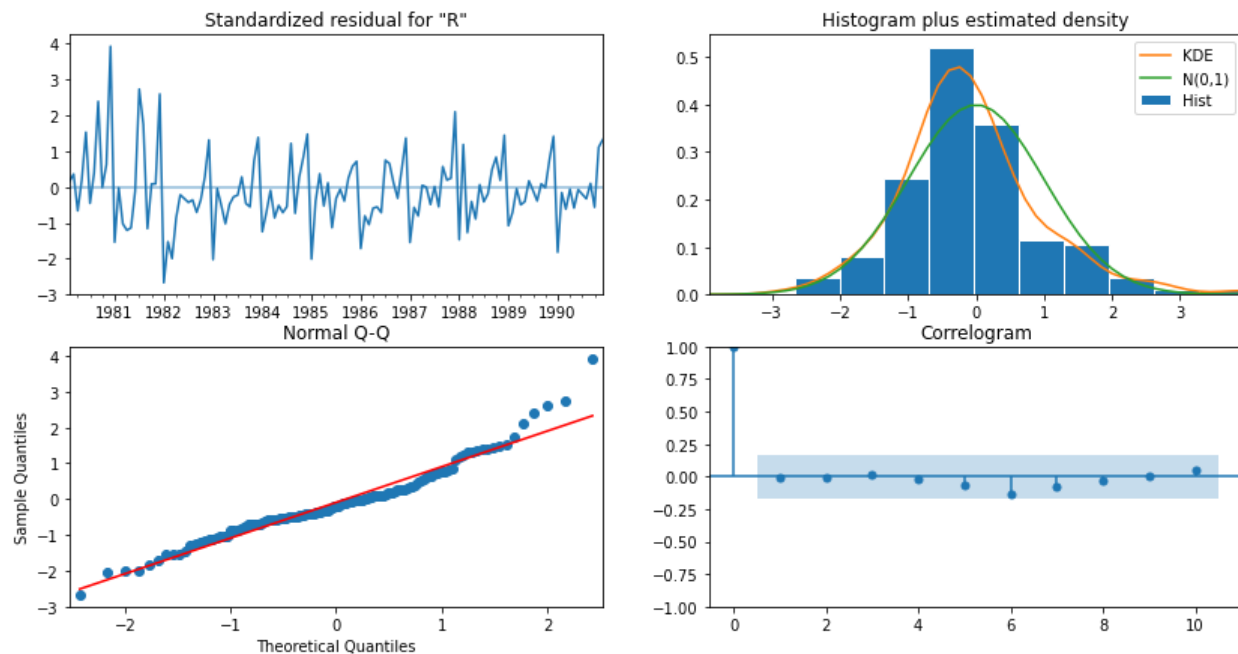 Standardized residual for "R"
4
3
2
1
0
−1
−2
−3
1981 1982 1983 1984 1985 1986 1987 1988 1989 1990
Histogram plus estimated density
KDE
N(0,1)
Hist
0.5
0.4
0.3
0.2
0.1
0.0
−3 −2 −1 0 1 2 3
Normal Q-Q
Sample Quantiles
4
3
2
1
0
−1
−2
−3
−2 −1 0 1 2
Theoretical Quantiles
Correlogram
1.00
0.75
0.50
0.25
0.00
−0.25
−0.50
−0.75
−1.00
0 2 4 6 8 10